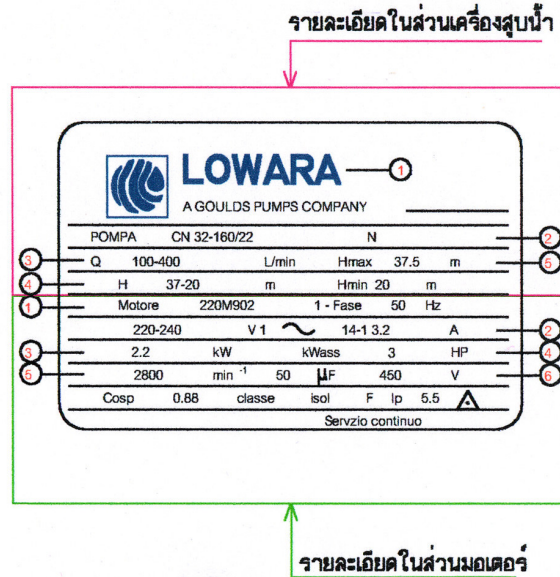 รายละเอียดในส่วนเครื่องสูบน้ำ
LOWARA 1
A GOULDS PUMPS COMPANY
POMPA CN 32-160/22 N 2
3 Q 100-400 L/min Hmax 37.5 m 5
4 H 37-20 m Hmin 20 m
1 Motore 220M902 1 - Fase 50 Hz
220-240 V 1 ~ 14-1 3.2 A 2
3 2.2 kW kWass 3 HP 4
5 2800 min -1 50 µF 450 V 6
Cosp 0.88 classe isol F Ip 5.5
Servzio continuo
รายละเอียดในส่วนมอเตอร์